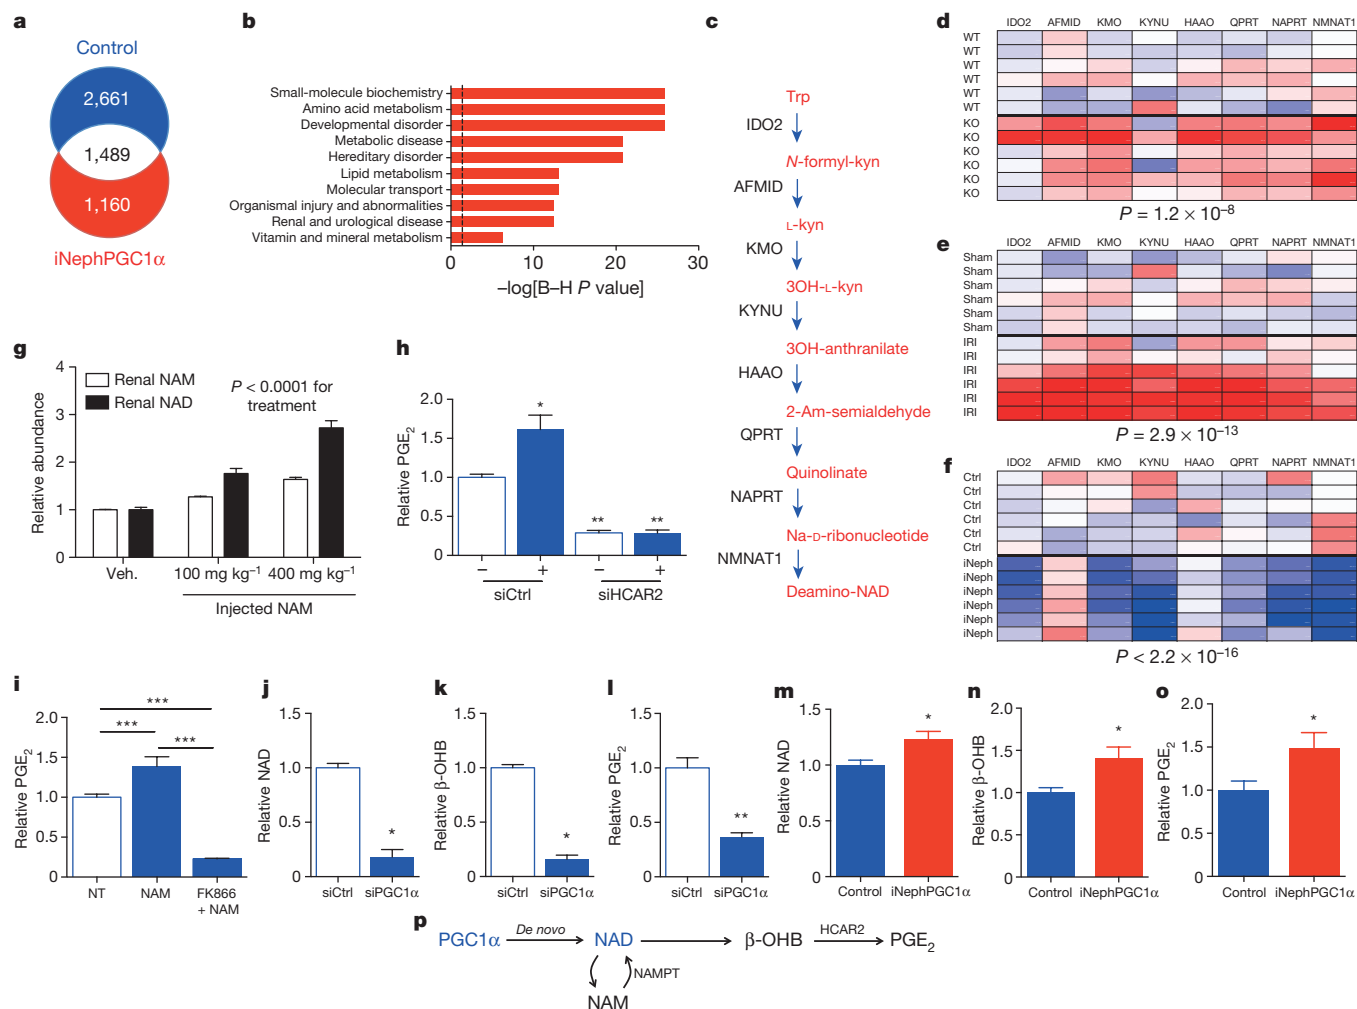 a
Control
2,661
1,489
1,160
iNephPGC1α
b
Small-molecule biochemistry
Amino acid metabolism
Developmental disorder
Metabolic disease
Hereditary disorder
Lipid metabolism
Molecular transport
Organismal injury and abnormalities
Renal and urological disease
Vitamin and mineral metabolism
0 10 20 30
–log[B–H P value]
c
Trp
IDO2
N-formyl-kyn
AFMID
L-kyn
KMO
3OH-L-kyn
KYNU
3OH-anthranilate
HAAO
2-Am-semialdehyde
QPRT
Quinolinate
NAPRT
Na-D-ribonucleotide
NMNAT1
Deamino-NAD
d
IDO2 AFMID KMO KYNU HAAO QPRT NAPRT NMNAT1
WT
WT
WT
WT
WT
WT
KO
KO
KO
KO
KO
KO
P = 1.2 × 10⁻⁸
e
IDO2 AFMID KMO KYNU HAAO QPRT NAPRT NMNAT1
Sham
Sham
Sham
Sham
Sham
Sham
IRI
IRI
IRI
IRI
IRI
IRI
P = 2.9 × 10⁻¹³
f
IDO2 AFMID KMO KYNU HAAO QPRT NAPRT NMNAT1
Ctrl
Ctrl
Ctrl
Ctrl
Ctrl
Ctrl
iNeph
iNeph
iNeph
iNeph
iNeph
iNeph
P < 2.2 × 10⁻¹⁶
g
Relative abundance
4
3
2
1
0
Renal NAM
Renal NAD
P < 0.0001 for
treatment
Veh. 100 mg kg⁻¹ 400 mg kg⁻¹
Injected NAM
h
Relative PGE₂
2.0
1.5
1.0
0.5
0
*
** **
– + – +
siCtrl siHCAR2
i
Relative PGE₂
2.0
1.5
1.0
0.5
0
***
*** ***
NT NAM FK866
+ NAM
j
Relative NAD
1.5
1.0
0.5
0
*
siCtrl siPGC1α
k
Relative β-OHB
1.5
1.0
0.5
0
*
siCtrl siPGC1α
l
Relative PGE₂
1.5
1.0
0.5
0
**
siCtrl siPGC1α
m
Relative NAD
1.5
1.0
0.5
0
*
Control iNephPGC1α
n
Relative β-OHB
2.0
1.5
1.0
0.5
0
*
Control iNephPGC1α
o
Relative PGE₂
2.0
1.5
1.0
0.5
0
*
Control iNephPGC1α
p
PGC1α De novo NAD β-OHB HCAR2 PGE₂
NAMPT
NAM